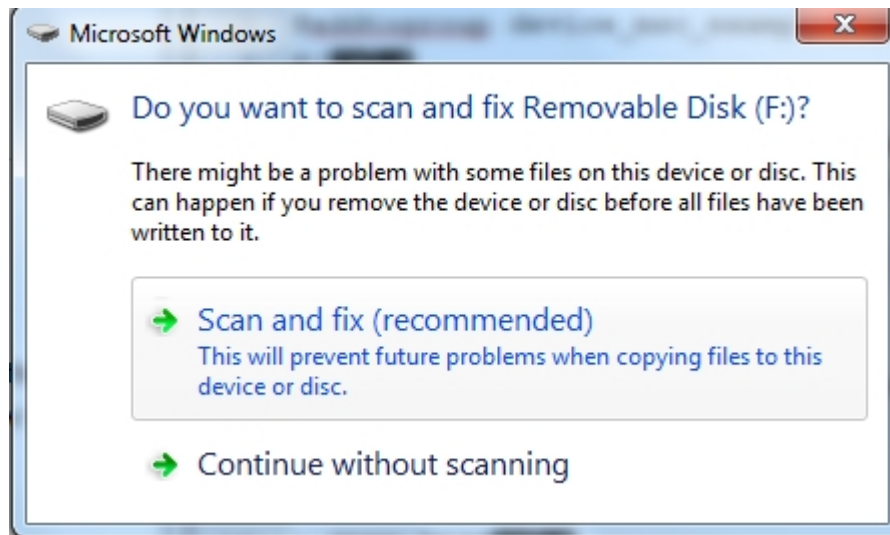 Microsoft Windows
Do you want to scan and fix Removable Disk (F:)?
There might be a problem with some files on this device or disc. This
can happen if you remove the device or disc before all files have been
written to it.
Scan and fix (recommended)
This will prevent future problems when copying files to this
device or disc.
Continue without scanning